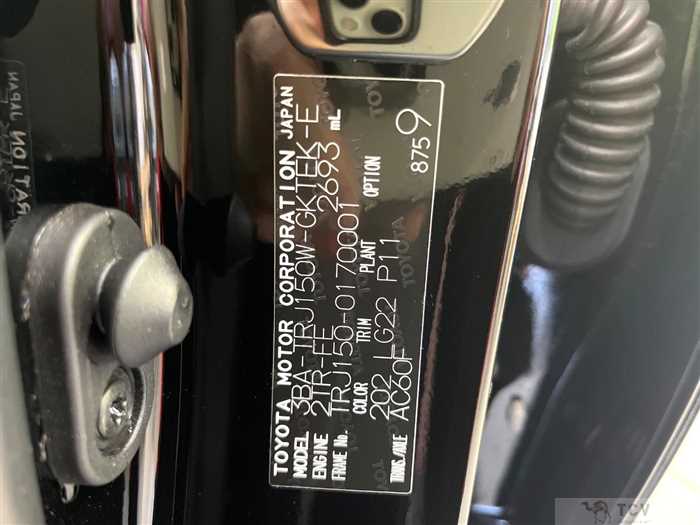 TOYOTA MOTOR CORPORATION JAPAN
MODEL 3BA-TRJ150W-GKTEK-E
ENGINE 2TR-FE 2693 mL
FRAME No. TRJ150-0170001
COLOR TRIM PLANT OPTION
202 LG22 P11
TRANS./AXLE AC60F 8759
TCV